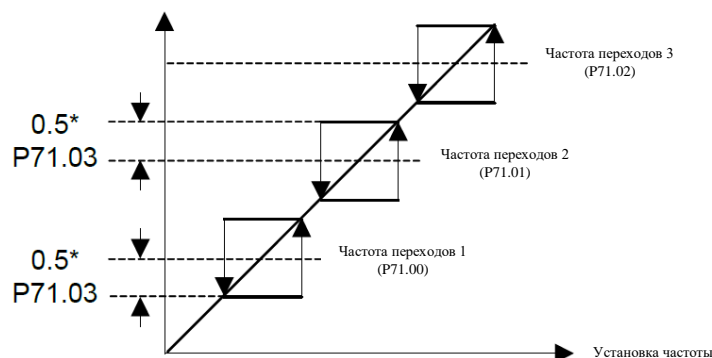 Частота переходов 3
(P71.02)
0.5*
P71.03
Частота переходов 2
(P71.01)
0.5*
P71.03
Частота переходов 1
(P71.00)
Установка частоты